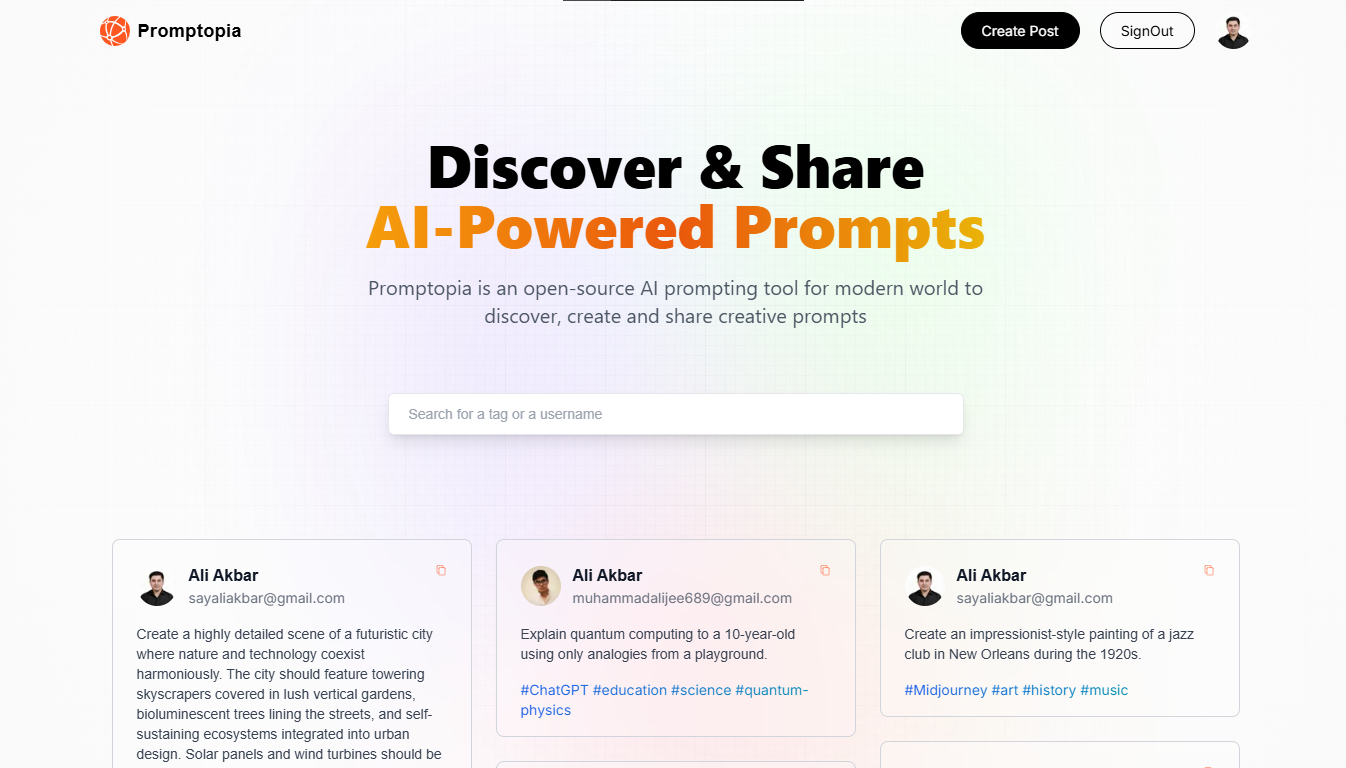 Promptopia
Create Post
SignOut
Discover & Share
AI-Powered Prompts
Promptopia is an open-source AI prompting tool for modern world to
discover, create and share creative prompts
Search for a tag or a username
Ali Akbar
sayaliakbar@gmail.com
Create a highly detailed scene of a futuristic city
where nature and technology coexist
harmoniously. The city should feature towering
skyscrapers covered in lush vertical gardens,
bioluminescent trees lining the streets, and self-
sustaining ecosystems integrated into urban
design. Solar panels and wind turbines should be
Ali Akbar
muhammadalijee689@gmail.com
Explain quantum computing to a 10-year-old
using only analogies from a playground.
#ChatGPT #education #science #quantum-
physics
Ali Akbar
sayaliakbar@gmail.com
Create an impressionist-style painting of a jazz
club in New Orleans during the 1920s.
#Midjourney #art #history #music